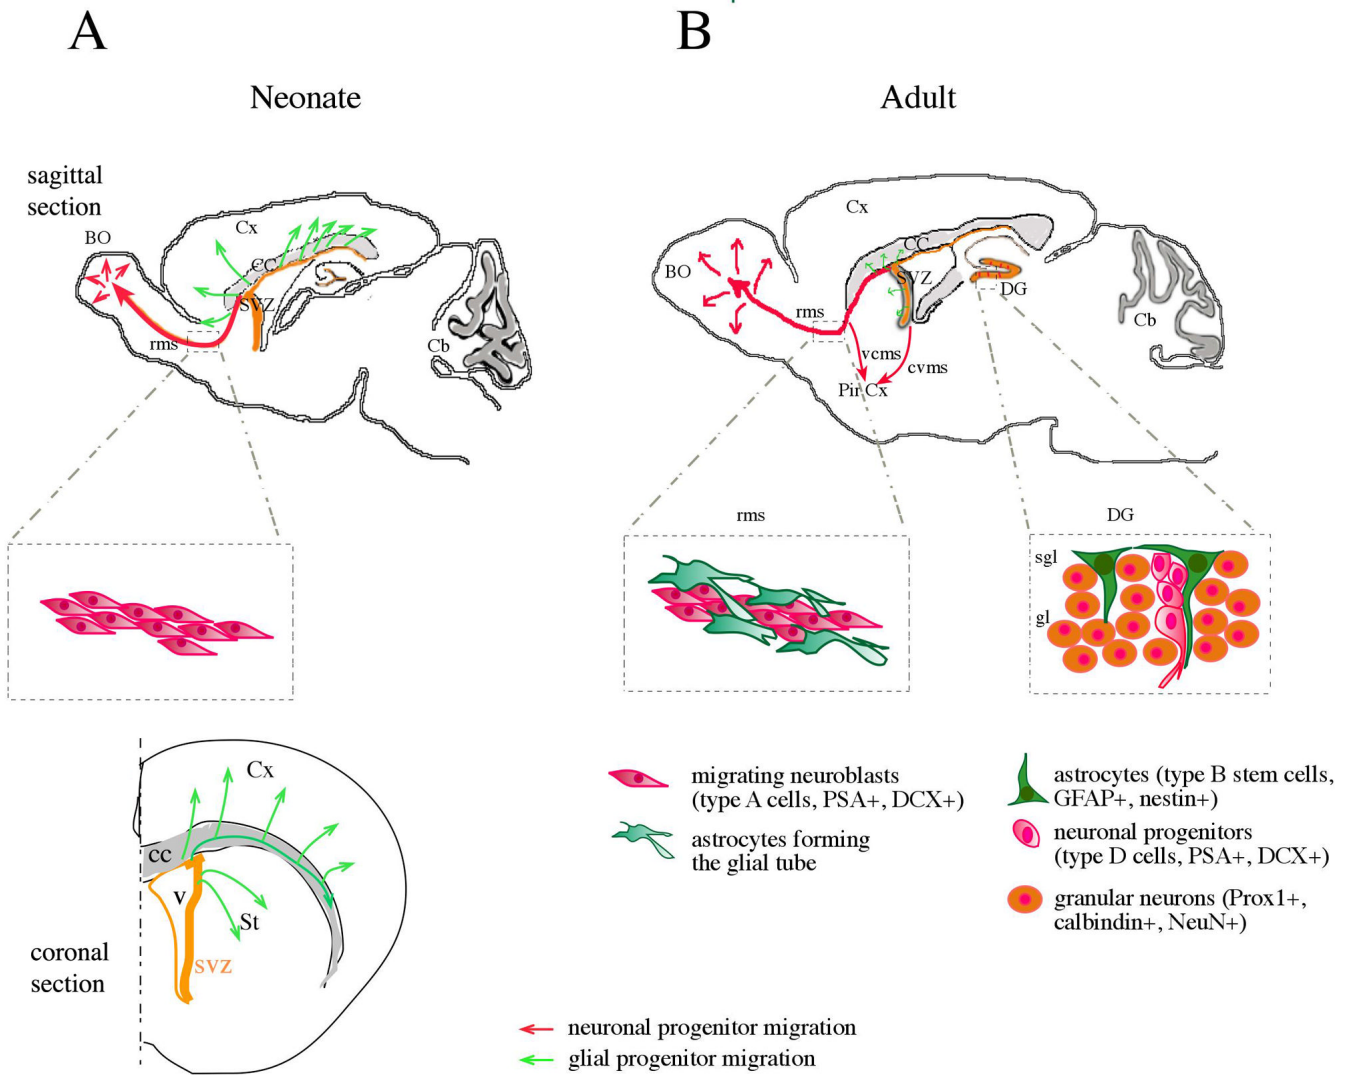 A
B
Neonate
Adult
sagittal
section
BO
Cx
CC
SVZ
rms
Cb
BO
Cx
CC
SVZ
DG
rms
vcms
cvms
Pir Cx
Cb
rms
DG
sgl
gl
Cx
cc
v
St
svz
coronal
section
migrating neuroblasts
(type A cells, PSA+, DCX+)
astrocytes forming
the glial tube
astrocytes (type B stem cells,
GFAP+, nestin+)
neuronal progenitors
(type D cells, PSA+, DCX+)
granular neurons (Prox1+,
calbindin+, NeuN+)
neuronal progenitor migration
glial progenitor migration